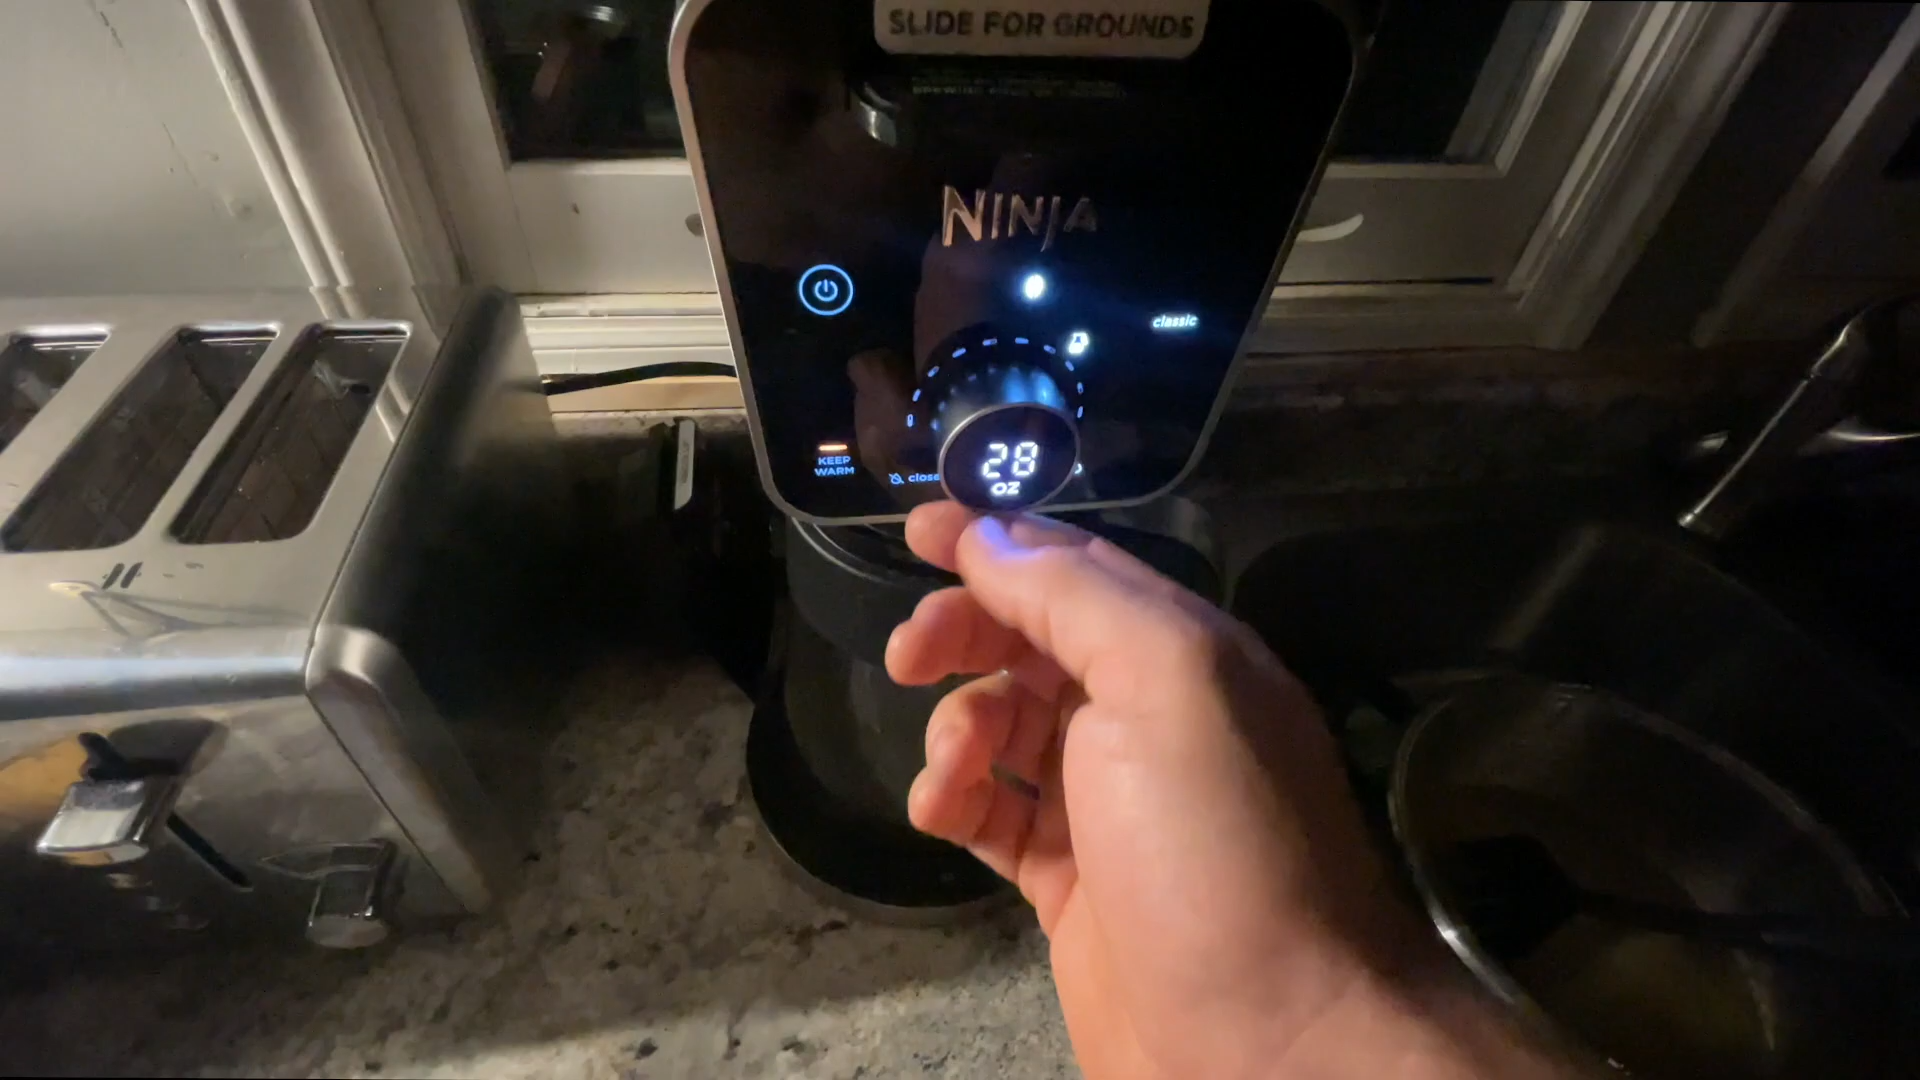 SLIDE FOR GROUNDS
NINJA
classic
KEEP
WARM
close
28
OZ